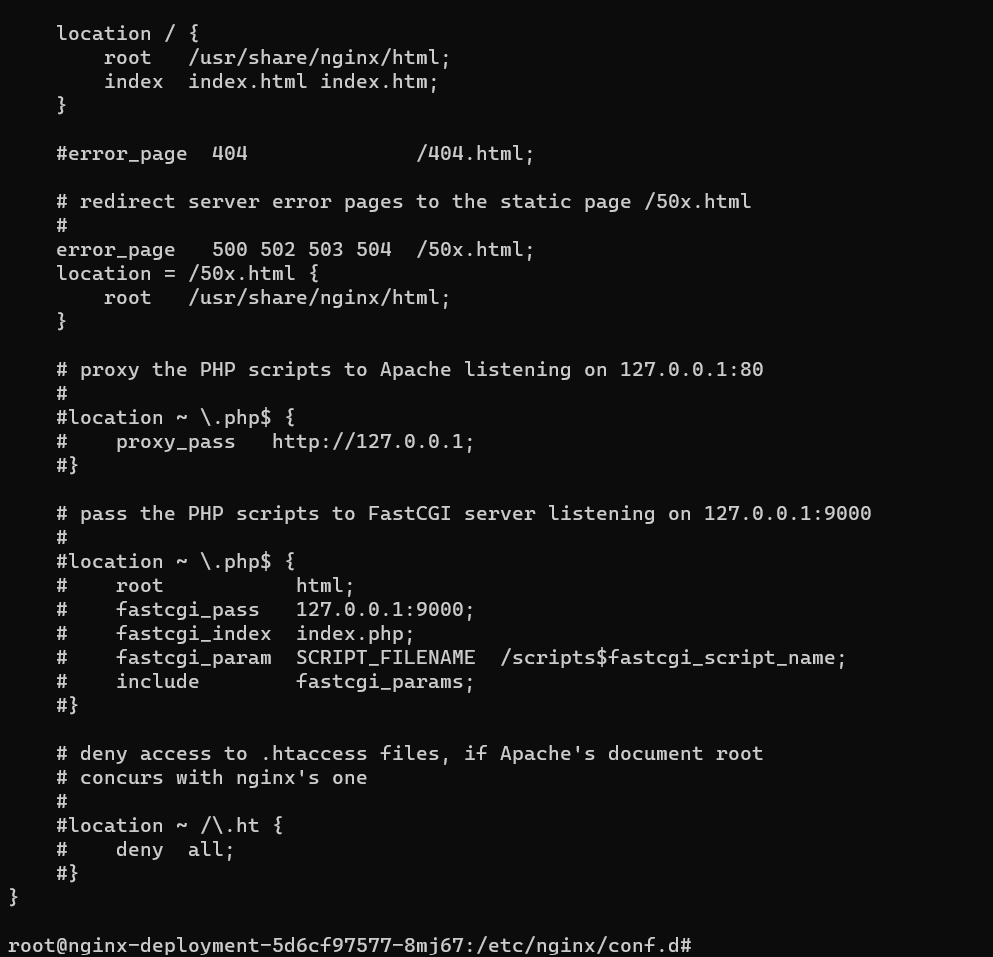 location / {
        root   /usr/share/nginx/html;
        index  index.html index.htm;
    }

    #error_page  404              /404.html;

    # redirect server error pages to the static page /50x.html
    #
    error_page   500 502 503 504  /50x.html;
    location = /50x.html {
        root   /usr/share/nginx/html;
    }

    # proxy the PHP scripts to Apache listening on 127.0.0.1:80
    #
    #location ~ \.php$ {
    #    proxy_pass   http://127.0.0.1;
    #}

    # pass the PHP scripts to FastCGI server listening on 127.0.0.1:9000
    #
    #location ~ \.php$ {
    #    root           html;
    #    fastcgi_pass   127.0.0.1:9000;
    #    fastcgi_index  index.php;
    #    fastcgi_param  SCRIPT_FILENAME  /scripts$fastcgi_script_name;
    #    include        fastcgi_params;
    #}

    # deny access to .htaccess files, if Apache's document root
    # concurs with nginx's one
    #
    #location ~ /\.ht {
    #    deny  all;
    #}
}

root@nginx-deployment-5d6cf97577-8mj67:/etc/nginx/conf.d#